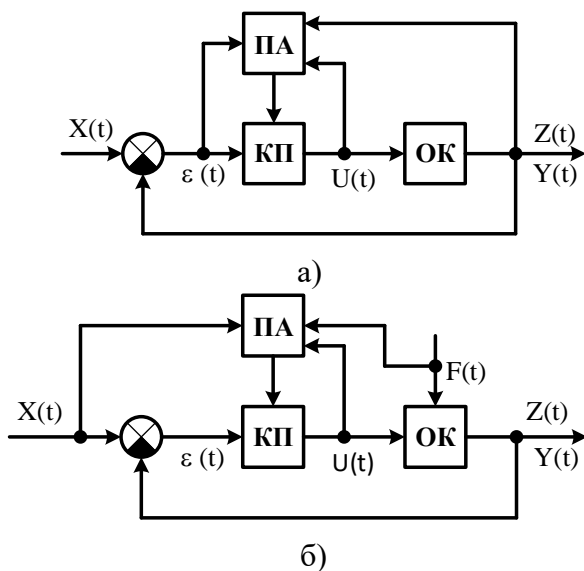 ПА
X(t)
КП
ОК
Z(t)
ε (t)
U(t)
Y(t)
а)
ПА
F(t)
X(t)
КП
ОК
Z(t)
ε (t)
U(t)
Y(t)
б)